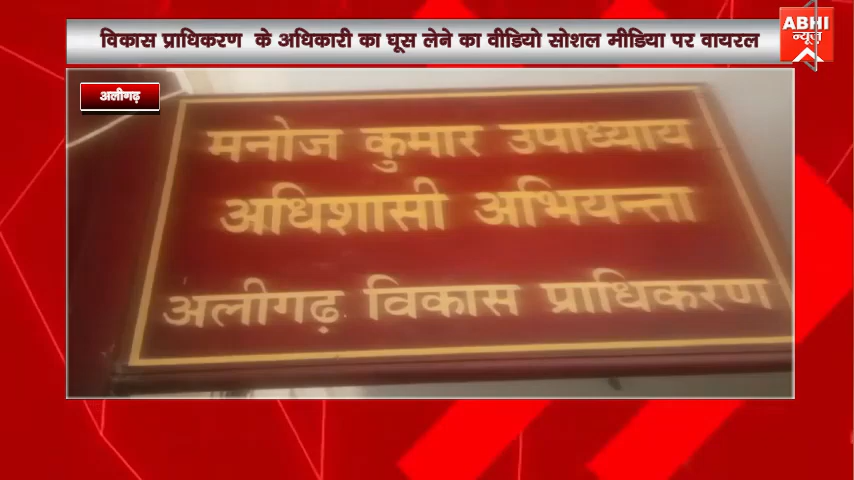 विकास प्राधिकरण के अधिकारी का घूस लेने का वीडियो सोशल मीडिया पर वायरल
ABHI
न्यूज़
अलीगढ़
मनोज कुमार उपाध्याय
अधिशासी अभियन्ता
अलीगढ़ विकास प्राधिकरण